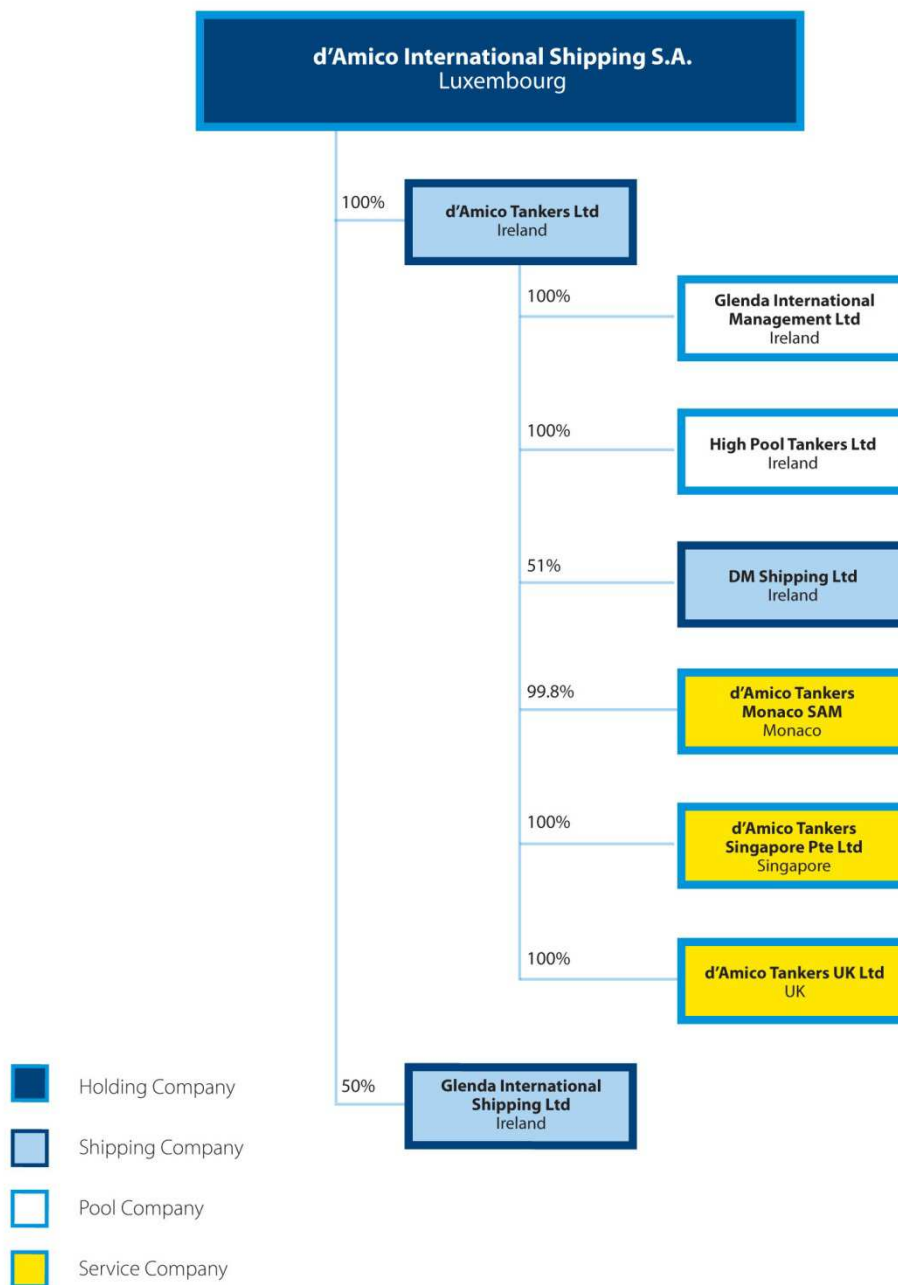 d'Amico International Shipping S.A.
Luxembourg
100%
d'Amico Tankers Ltd
Ireland
100%
Glenda International
Management Ltd
Ireland
100%
High Pool Tankers Ltd
Ireland
51%
DM Shipping Ltd
Ireland
99.8%
d'Amico Tankers
Monaco SAM
Monaco
100%
d'Amico Tankers
Singapore Pte Ltd
Singapore
100%
d'Amico Tankers UK Ltd
UK
50%
Glenda International
Shipping Ltd
Ireland
Holding Company
Shipping Company
Pool Company
Service Company